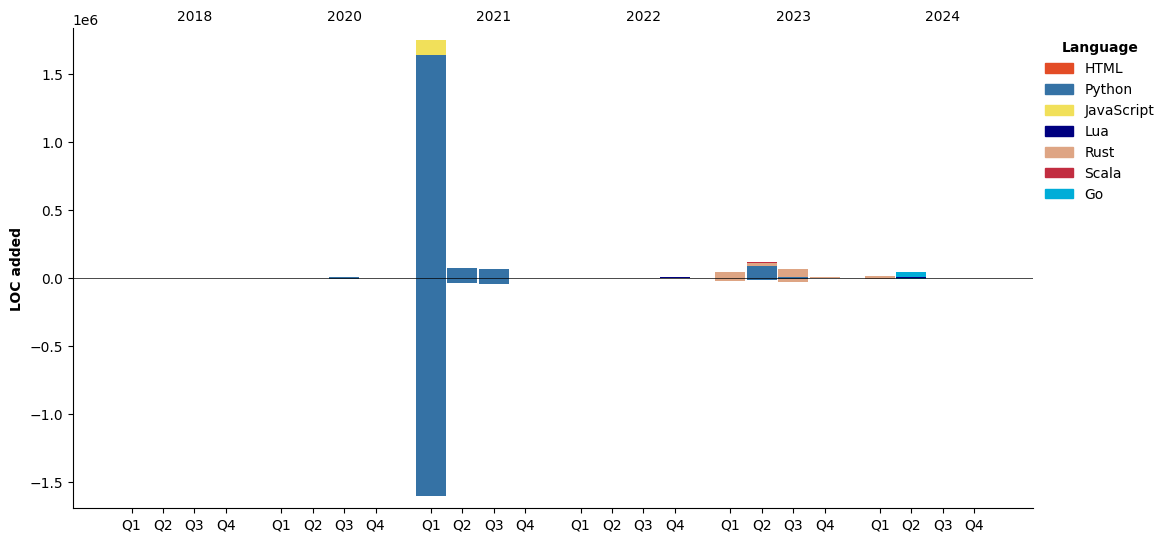 1e6
2018 2020 2021 2022 2023 2024
LOC added
1.5
1.0
0.5
0.0
−0.5
−1.0
−1.5
Q1 Q2 Q3 Q4 Q1 Q2 Q3 Q4 Q1 Q2 Q3 Q4 Q1 Q2 Q3 Q4 Q1 Q2 Q3 Q4 Q1 Q2 Q3 Q4
Language
HTML
Python
JavaScript
Lua
Rust
Scala
Go